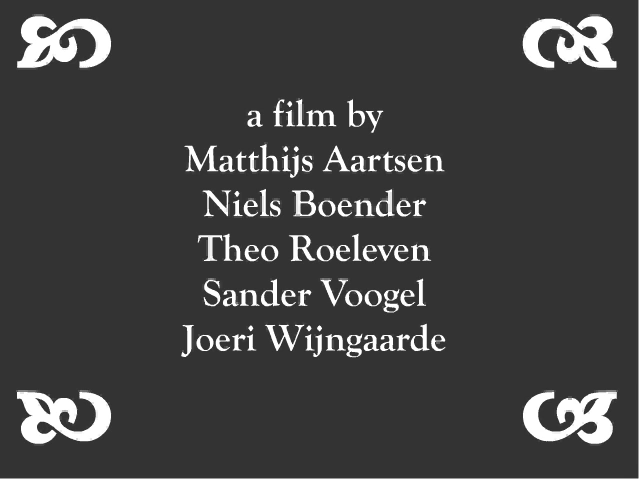 a film by
Matthijs Aartsen
Niels Boender
Theo Roeleven
Sander Voogel
Joeri Wijngaarde